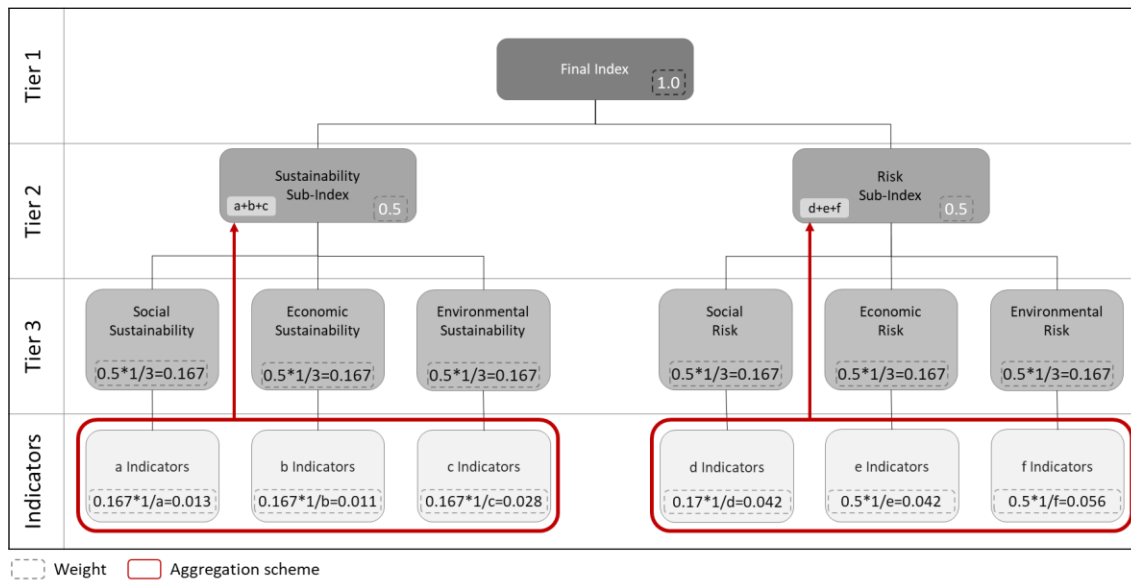 Tier 1
Final Index
1.0
Tier 2
Sustainability
Sub-Index
a+b+c
0.5
Risk
Sub-Index
d+e+f
0.5
Tier 3
Social
Sustainability
0.5*1/3=0.167
Economic
Sustainability
0.5*1/3=0.167
Environmental
Sustainability
0.5*1/3=0.167
Social
Risk
0.5*1/3=0.167
Economic
Risk
0.5*1/3=0.167
Environmental
Risk
0.5*1/3=0.167
Indicators
a Indicators
0.167*1/a=0.013
b Indicators
0.167*1/b=0.011
c Indicators
0.167*1/c=0.028
d Indicators
0.17*1/d=0.042
e Indicators
0.5*1/e=0.042
f Indicators
0.5*1/f=0.056
Weight
Aggregation scheme